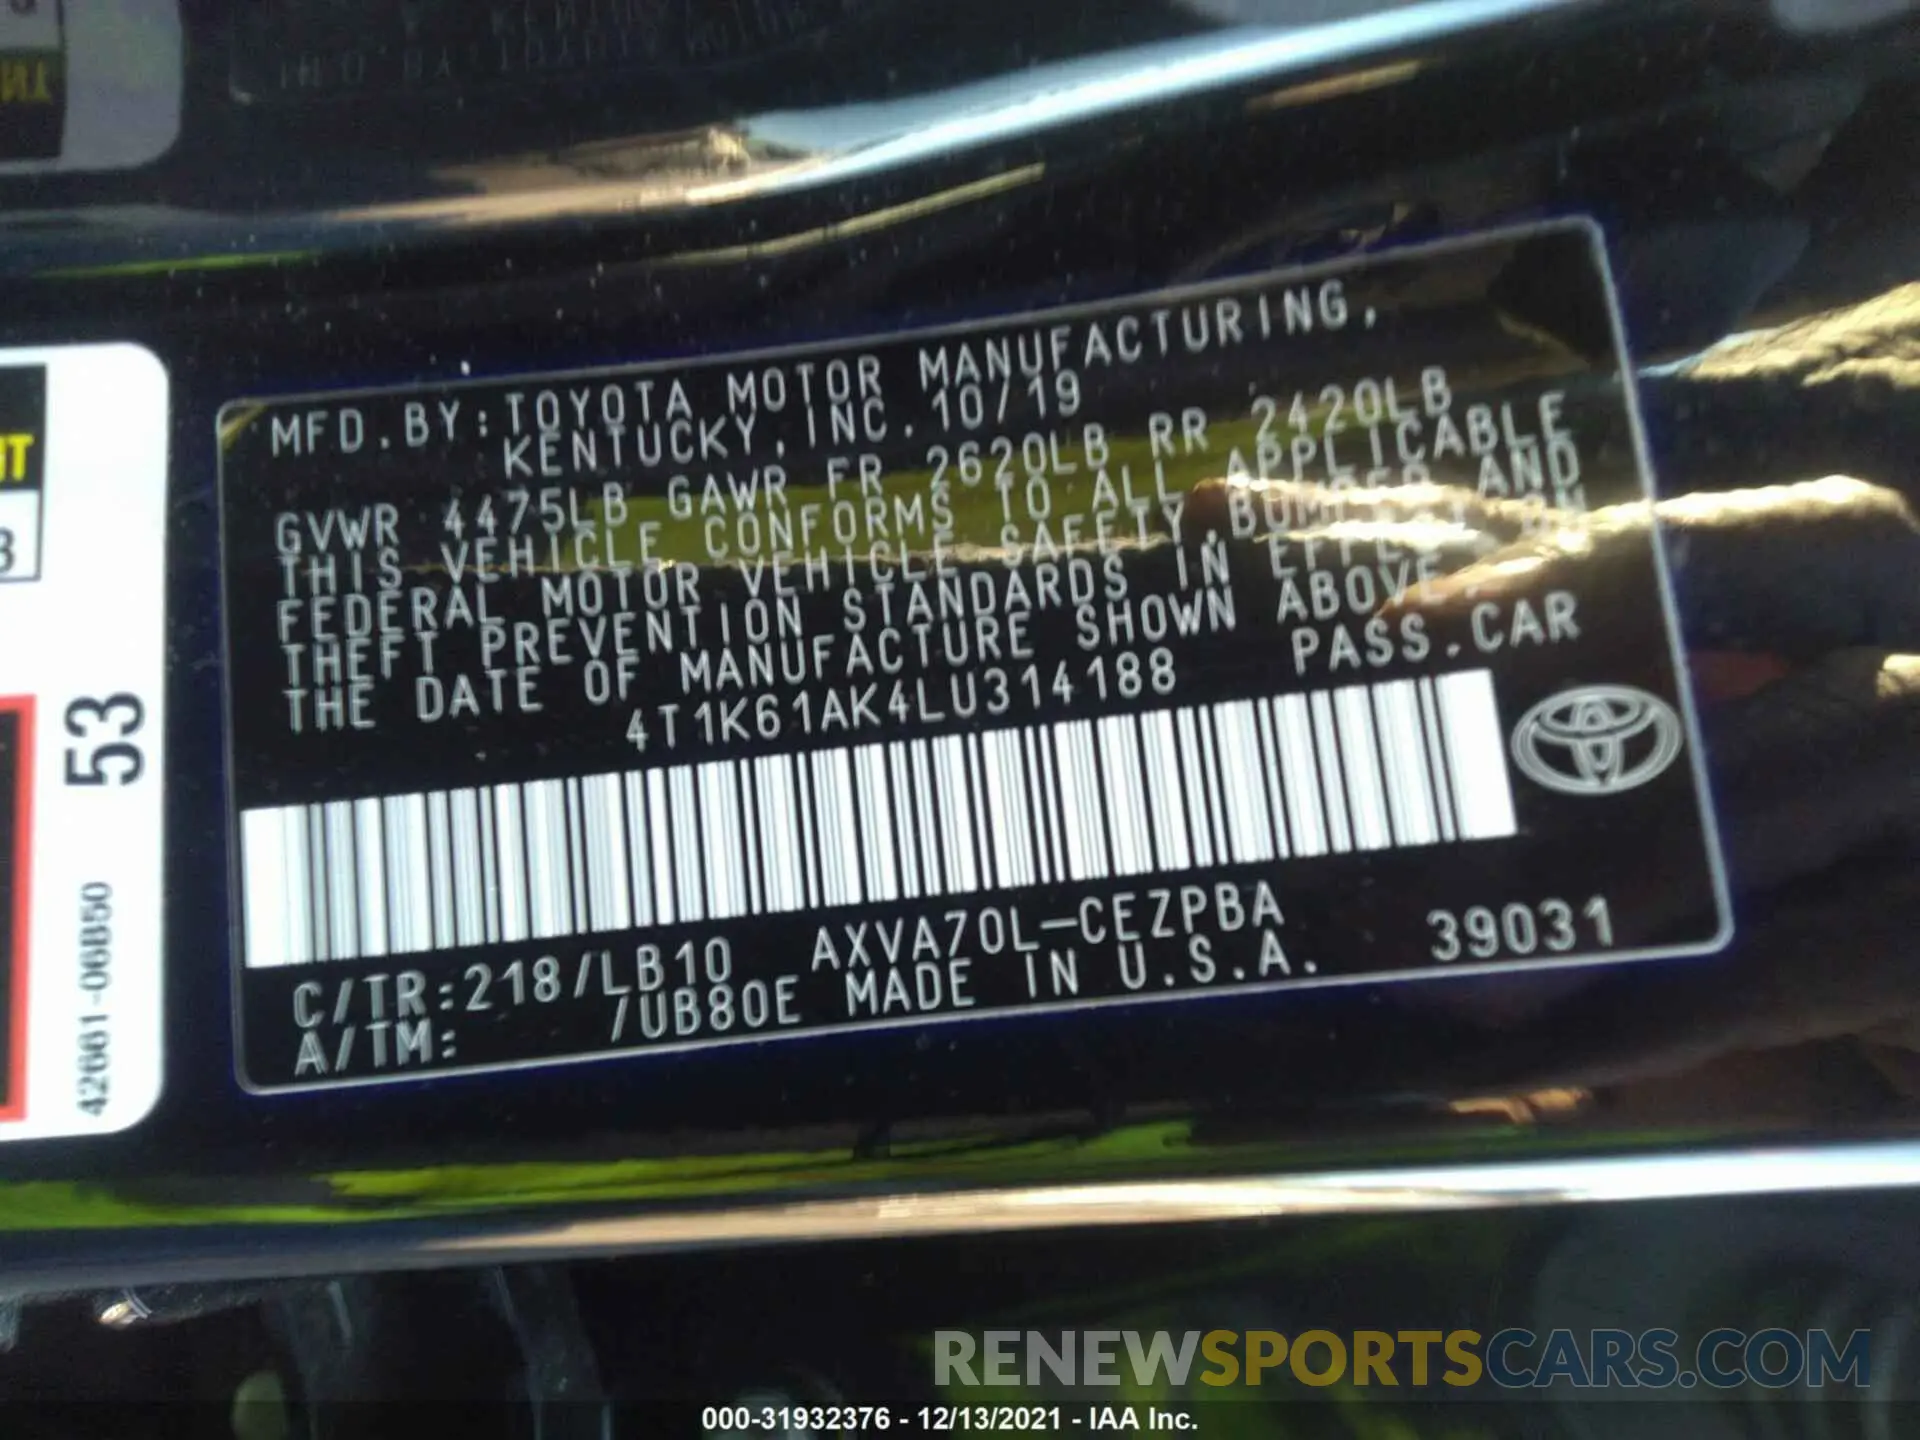 MFD.BY:TOYOTA MOTOR MANUFACTURING,
KENTUCKY,INC.10/19
GVWR 4475LB GAWR FR 2620LB RR 2420LB
THIS VEHICLE CONFORMS TO ALL APPLICABLE
FEDERAL MOTOR VEHICLE SAFETY,BUMPER AND
THEFT PREVENTION STANDARDS IN EFFECT ON
THE DATE OF MANUFACTURE SHOWN ABOVE.
4T1K61AK4LU314188 PASS.CAR
C/TR:218/LB10 AXVA70L-CEZPBA 39031
A/TM: /UB80E MADE IN U.S.A.
53
42661-06B50
RENEWSPORTSCARS.COM
000-31932376 - 12/13/2021 - IAA Inc.